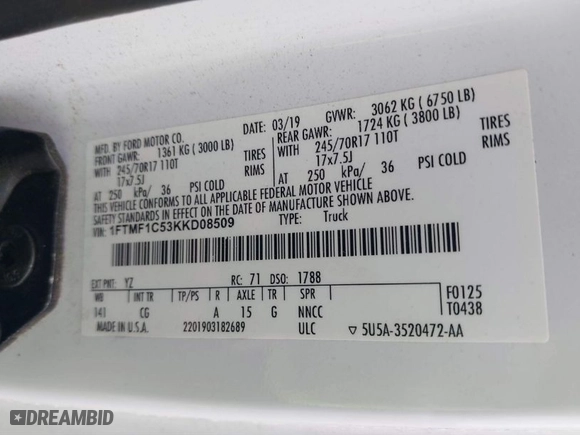 MFD. BY FORD MOTOR CO.
DATE: 03/19 GVWR: 3062 KG ( 6750 LB)
FRONT GAWR: 1361 KG ( 3000 LB) REAR GAWR: 1724 KG ( 3800 LB)
WITH 245/70R17 110T TIRES WITH 245/70R17 110T TIRES
17x7.5J RIMS 17x7.5J RIMS
AT 250 kPa/ 36 PSI COLD AT 250 kPa/ 36 PSI COLD
THIS VEHICLE CONFORMS TO ALL APPLICABLE FEDERAL MOTOR VEHICLE
SAFETY STANDARDS IN EFFECT ON THE DATE OF MANUFACTURE SHOWN ABOVE.
VIN: 1FTMF1C53KKD08509 TYPE: Truck
EXT PNT: YZ RC: 71 DSO: 1788
WB INT TR TP/PS R AXLE TR SPR F0125
141 CG A 15 G NNCC T0438
MADE IN U.S.A. 2201903182689 ULC ▽ 5U5A-3520472-AA
DREAMBID